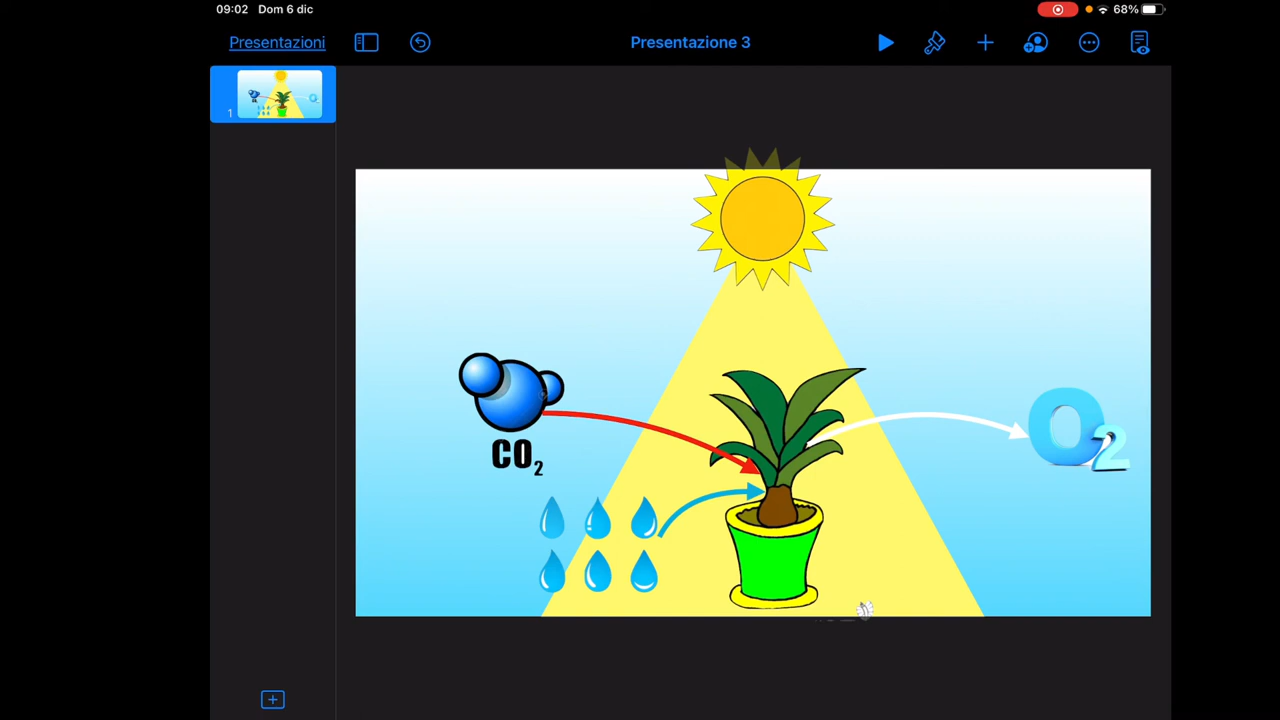 09:02 Dom 6 dic
68%
Presentazioni
Presentazione 3
1
CO₂
O₂